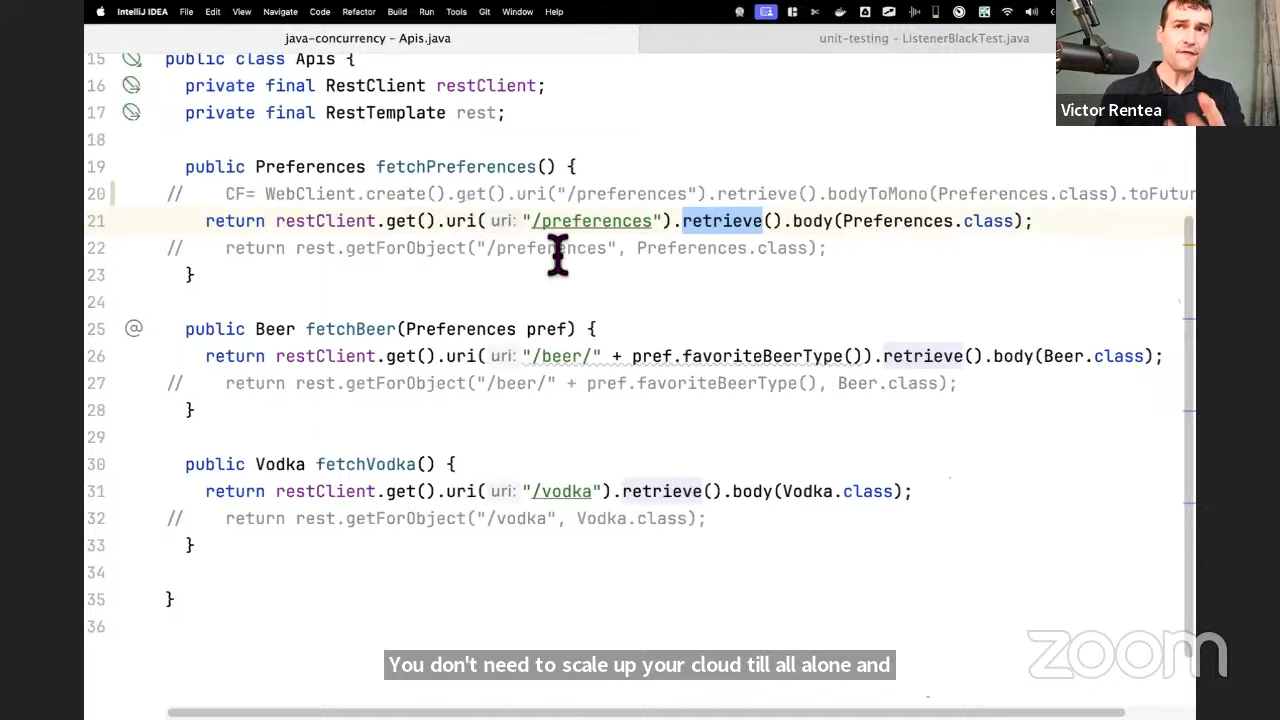 IntelliJ IDEA File Edit View Navigate Code Refactor Build Run Tools Git Window Help
java-concurrency – Apis.java
unit-testing – ListenerBlackTest.java
Victor Rentea
15 public class Apis {
16 private final RestClient restClient;
17 private final RestTemplate rest;
18
19 public Preferences fetchPreferences() {
20 // CF= WebClient.create().get().uri("/preferences").retrieve().bodyToMono(Preferences.class).toFutur
21 return restClient.get().uri( uri: "/preferences").retrieve().body(Preferences.class);
22 // return rest.getForObject("/preferences", Preferences.class);
23 }
24
25 @ public Beer fetchBeer(Preferences pref) {
26 return restClient.get().uri( uri: "/beer/" + pref.favoriteBeerType()).retrieve().body(Beer.class);
27 // return rest.getForObject("/beer/" + pref.favoriteBeerType(), Beer.class);
28 }
29
30 public Vodka fetchVodka() {
31 return restClient.get().uri( uri: "/vodka").retrieve().body(Vodka.class);
32 // return rest.getForObject("/vodka", Vodka.class);
33 }
34
35 }
36
zoom
You don't need to scale up your cloud till all alone and